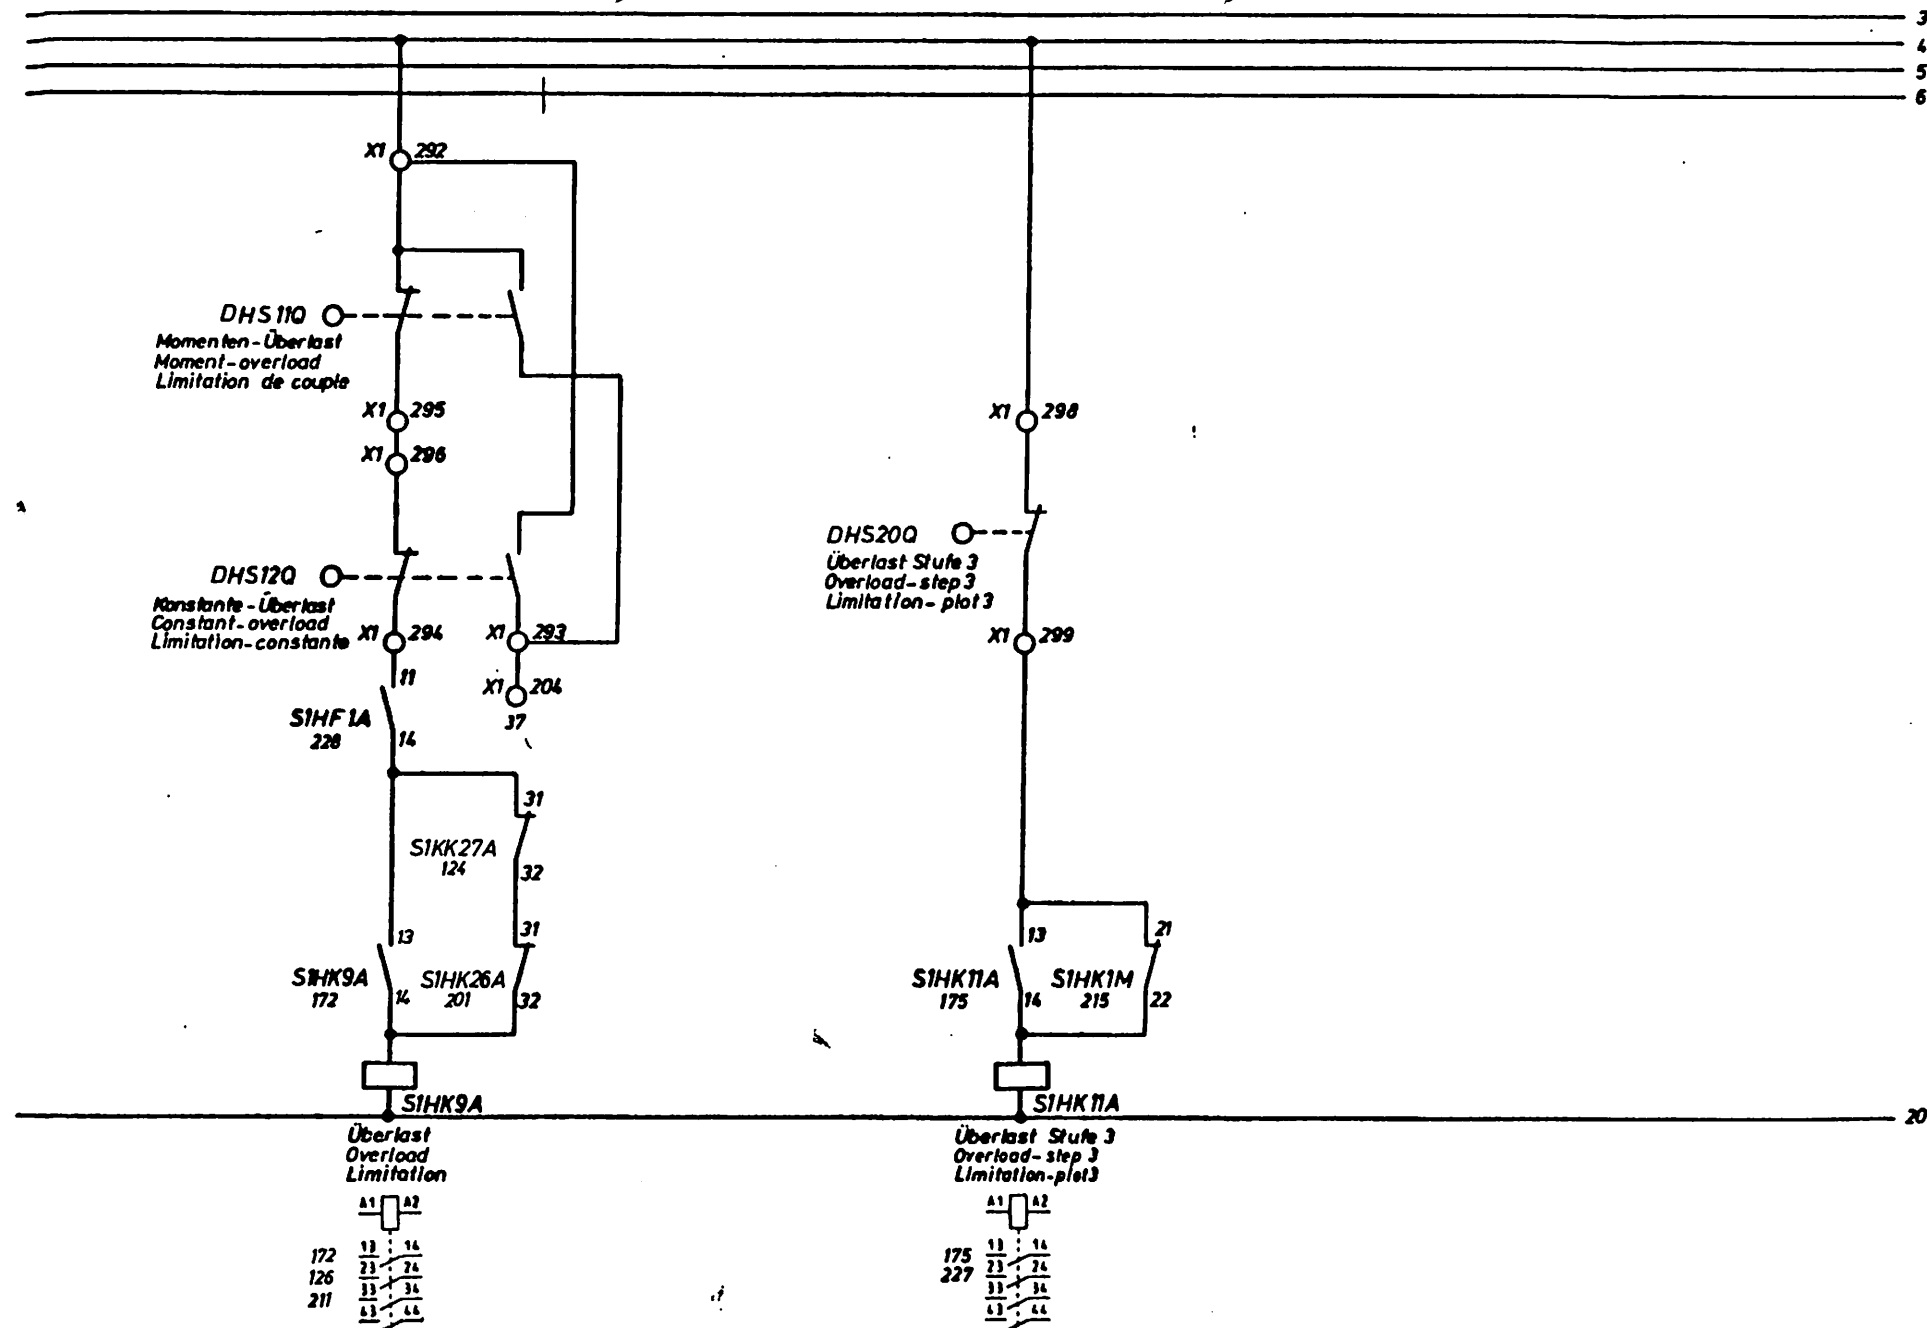 3
4
5
6
X1 292
DHS11Q
Momenten-Überlast
Moment-overload
Limitation de couple
X1 295
X1 296
X1 298
DHS20Q
Überlast Stufe 3
Overload-step 3
Limitation-plot 3
DHS12Q
Konstante-Überlast
Constant-overload
Limitation-constante
X1 294
X1 293
X1 299
11
X1 204
37
S1HF1A
228
14
31
S1KK27A
124
32
13
31
S1HK9A
172
14
S1HK26A
201
32
13
21
S1HK11A
175
14
S1HK1M
215
22
S1HK9A
S1HK11A
20
Überlast
Overload
Limitation
Überlast Stufe 3
Overload-step 3
Limitation-plot3
A1 A2
A1 A2
172 13 14
126 23 24
211 33 34
43 44
175 13 14
227 23 24
33 34
43 44